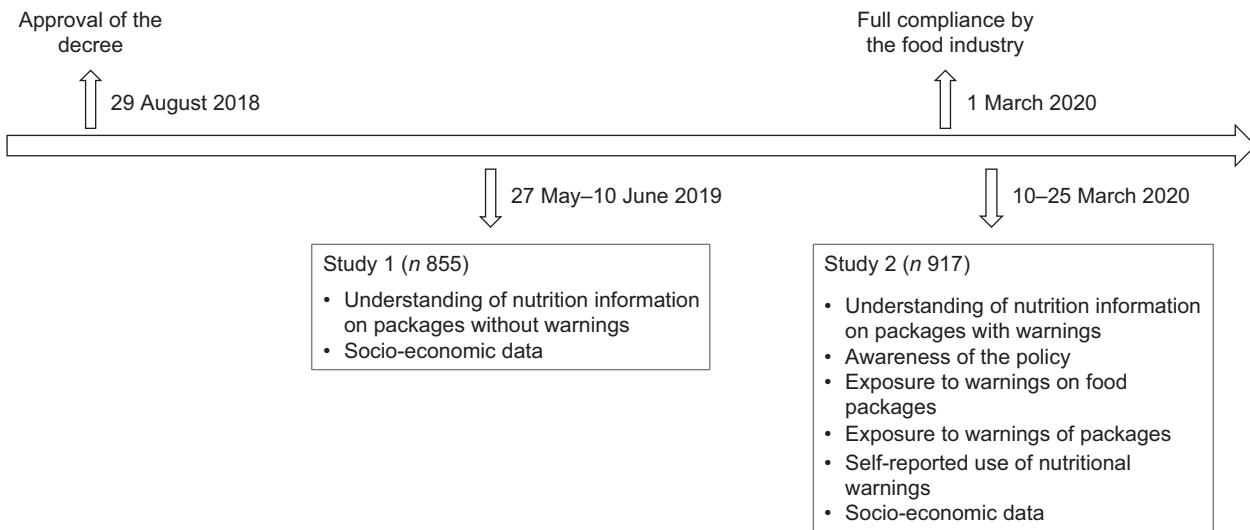 Approval of the
decree
29 August 2018
Full compliance by
the food industry
1 March 2020
27 May–10 June 2019
10–25 March 2020
Study 1 (n 855)
• Understanding of nutrition information
on packages without warnings
• Socio-economic data
Study 2 (n 917)
• Understanding of nutrition information
on packages with warnings
• Awareness of the policy
• Exposure to warnings on food
packages
• Exposure to warnings of packages
• Self-reported use of nutritional
warnings
• Socio-economic data